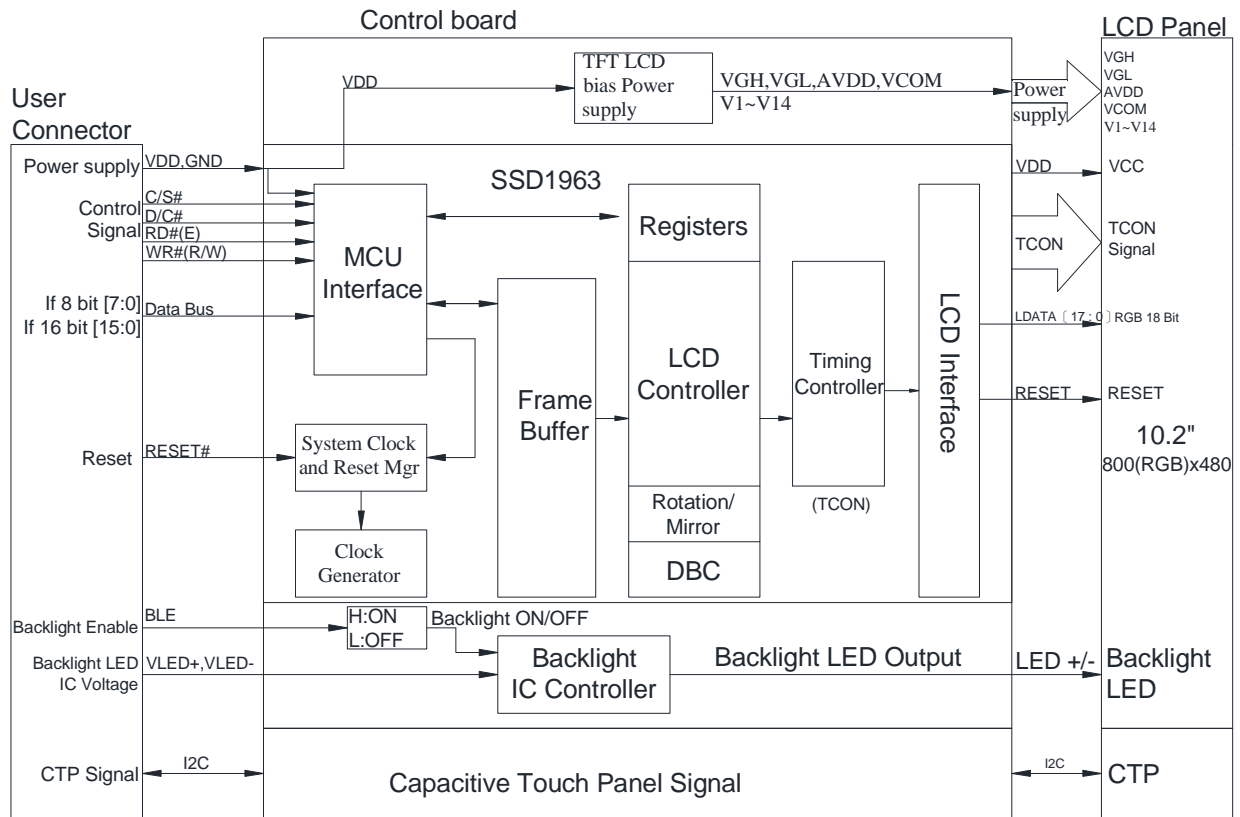 Control board
LCD Panel
User
Connector
VDD
TFT LCD
bias Power
supply
VGH,VGL,AVDD,VCOM
V1~V14
Power
supply
VGH
VGL
AVDD
VCOM
V1~V14
Power supply
VDD,GND
VDD
VCC
SSD1963
Control
Signal
C/S#
D/C#
RD#(E)
WR#(R/W)
MCU
Interface
Registers
TCON
TCON
Signal
If 8 bit [7:0]
If 16 bit [15:0]
Data Bus
LCD
Controller
Timing
Controller
LCD Interface
LDATA〔17:0〕
RGB 18 Bit
Frame
Buffer
RESET
RESET
Reset
RESET#
System Clock
and Reset Mgr
10.2"
800(RGB)x480
Rotation/
Mirror
(TCON)
Clock
Generator
DBC
Backlight Enable
BLE
H:ON
L:OFF
Backlight ON/OFF
Backlight LED
IC Voltage
VLED+,VLED-
Backlight
IC Controller
Backlight LED Output
LED +/-
Backlight
LED
CTP Signal
I2C
Capacitive Touch Panel Signal
I2C
CTP